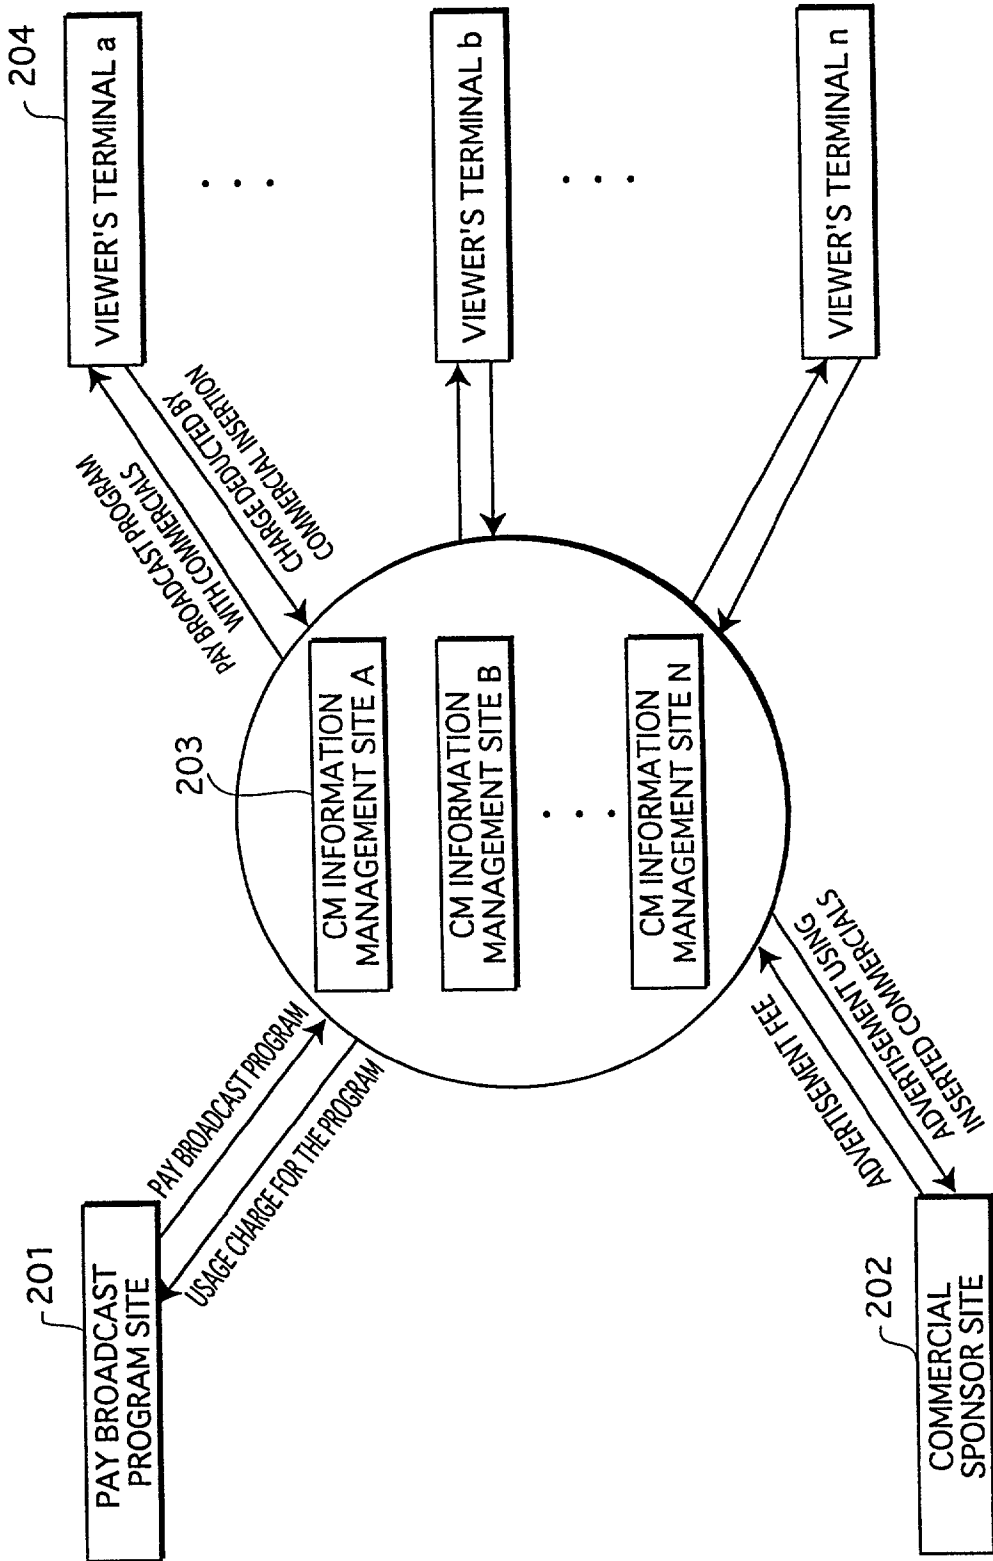 201
PAY BROADCAST
PROGRAM SITE
PAY BROADCAST PROGRAM
USAGE CHARGE FOR THE PROGRAM
202
COMMERCIAL
SPONSOR SITE
ADVERTISEMENT FEE
ADVERTISEMENT USING
INSERTED COMMERCIALS
203
CM INFORMATION
MANAGEMENT SITE A
CM INFORMATION
MANAGEMENT SITE B
. . .
CM INFORMATION
MANAGEMENT SITE N
PAY BROADCAST PROGRAM
WITH COMMERCIALS
CHARGE DEDUCTED BY
COMMERCIAL INSERTION
204
VIEWER'S TERMINAL a
. . .
VIEWER'S TERMINAL b
. . .
VIEWER'S TERMINAL n